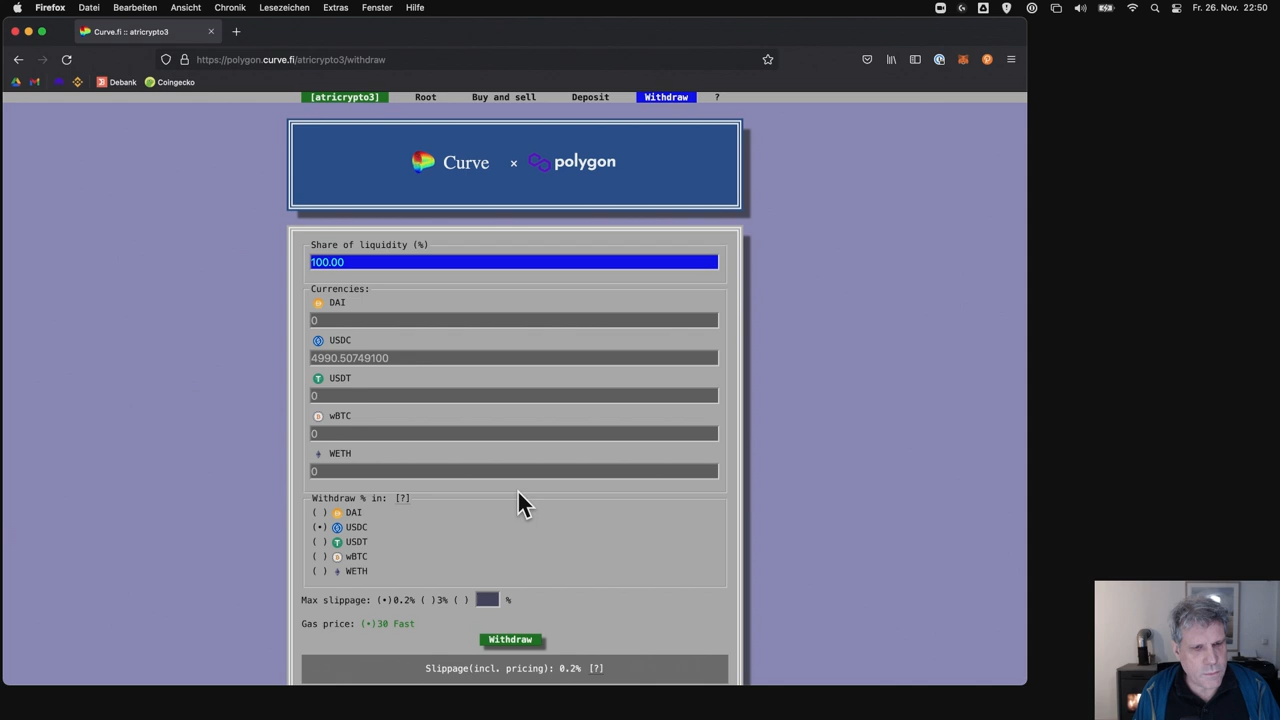 Firefox Datei Bearbeiten Ansicht Chronik Lesezeichen Extras Fenster Hilfe Fr. 26. Nov. 22:50
Curve.fi :: atricrypto3
https://polygon.curve.fi/atricrypto3/withdraw
Debank Coingecko
[atricrypto3] Root Buy and sell Deposit Withdraw ?
Curve × polygon
Share of liquidity (%)
100.00
Currencies:
DAI
0
USDC
4990.50749100
USDT
0
wBTC
0
WETH
0
Withdraw % in: [?]
( ) DAI
(•) USDC
( ) USDT
( ) wBTC
( ) WETH
Max slippage: (•)0.2% ( )3% ( ) %
Gas price: (•)30 Fast
Withdraw
Slippage(incl. pricing): 0.2% [?]